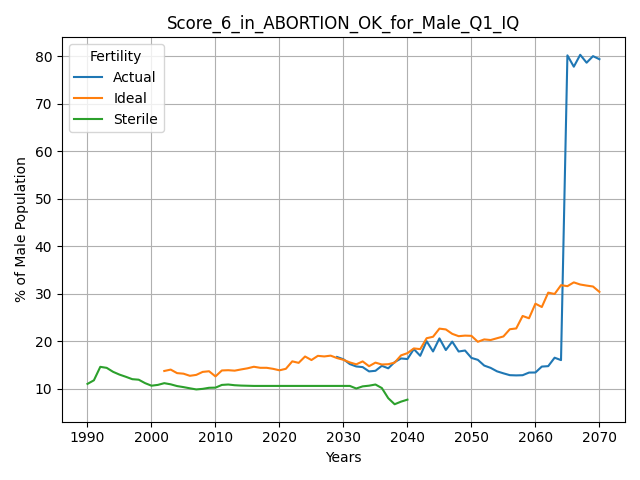 Score_6_in_ABORTION_OK_for_Male_Q1_IQ
Fertility
Actual
Ideal
Sterile
% of Male Population
80
70
60
50
40
30
20
10
1990 2000 2010 2020 2030 2040 2050 2060 2070
Years